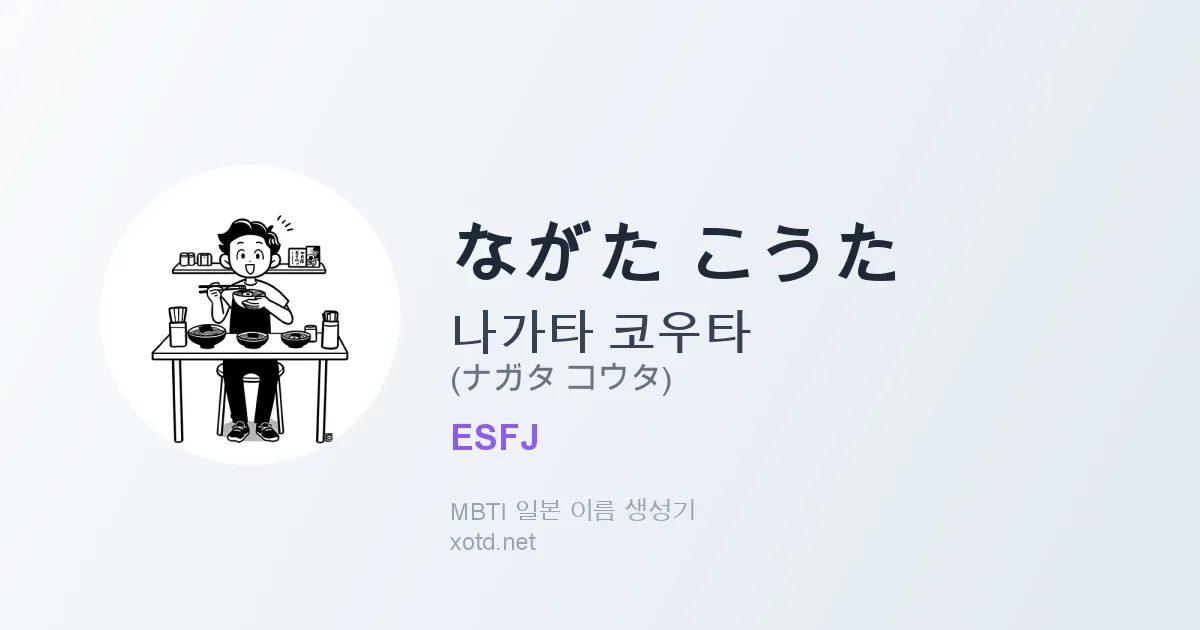 ながた こうた
나가타 코우타
(ナガタ コウタ)
ESFJ
MBTI 일본 이름 생성기
xotd.net